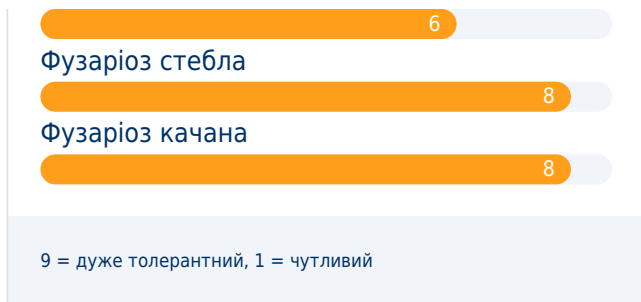 6
Фузаріоз стебла
8
Фузаріоз качана
8
9 = дуже толерантний, 1 = чутливий